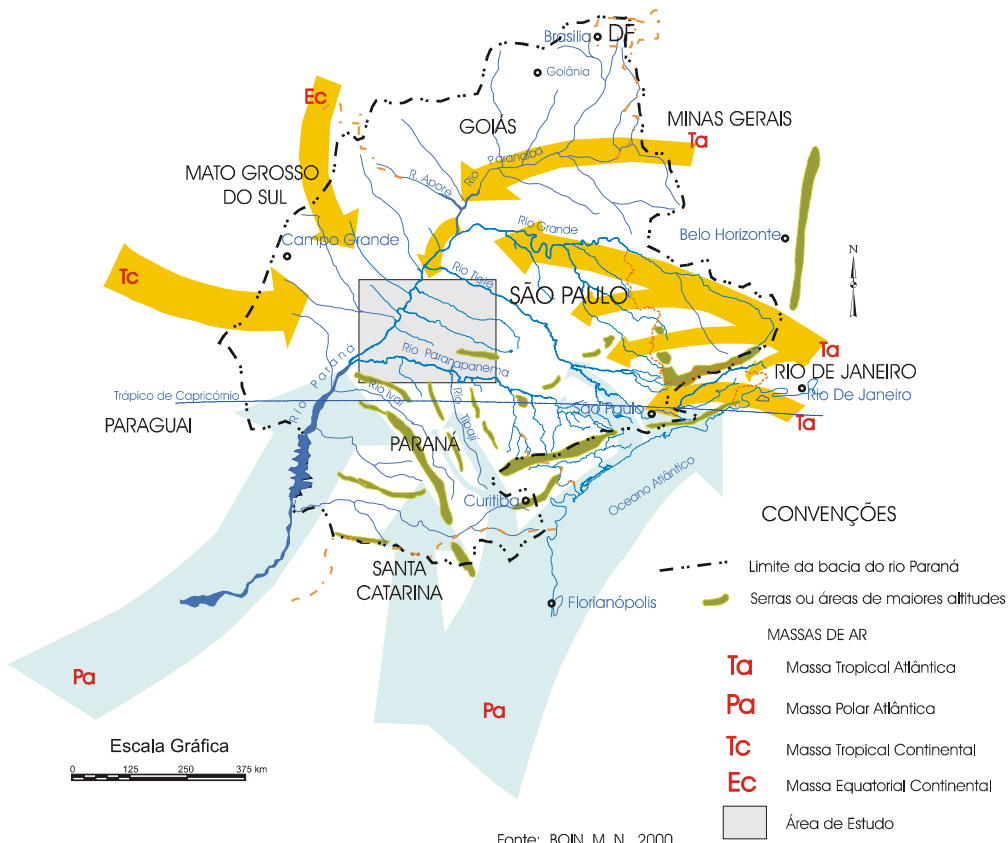 Brasilia
DF
Goiânia
Ec
GOIÁS
MINAS GERAIS
Ta
Paranaiba
Rio
R. Aporé
MATO GROSSO
DO SUL
Rio Grande
Belo Horizonte
N
Campo Grande
Tc
Rio Tiete
SÃO PAULO
Rio Paraná
Rio Paranapanema
Ta
RIO DE JANEIRO
Rio De Janeiro
Trápico de Capricórnio
Rio Ivaí
Rio Tibaji
São Paulo
Ta
PARAGUAI
PARANÁ
Curitiba
Oceano Atlântico
CONVENÇÕES
Limite da bacia do rio Paraná
SANTA
CATARINA
Florianópolis
Serras ou áreas de maiores altitudes
MASSAS DE AR
Pa
Pa
Ta Massa Tropical Atlântica
Pa Massa Polar Atlântica
Tc Massa Tropical Continental
Ec Massa Equatorial Continental
Área de Estudo
Escala Gráfica
0 125 250 375 km
Fonte: BOIN, M. N., 2000